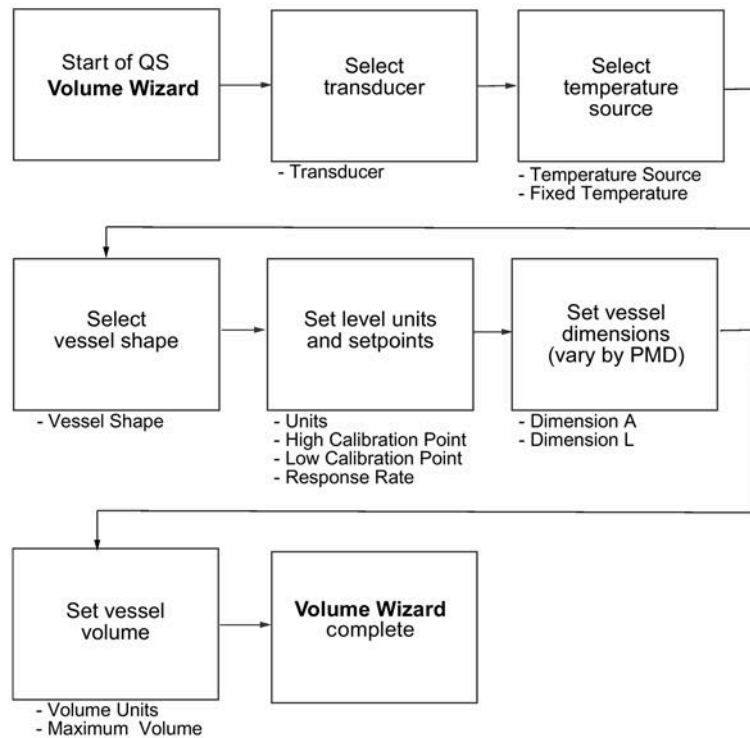 Start of QS
Volume Wizard
Select
transducer
- Transducer
Select
temperature
source
- Temperature Source
- Fixed Temperature
Select
vessel shape
- Vessel Shape
Set level units
and setpoints
- Units
- High Calibration Point
- Low Calibration Point
- Response Rate
Set vessel
dimensions
(vary by PMD)
- Dimension A
- Dimension L
Set vessel
volume
- Volume Units
- Maximum Volume
Volume Wizard
complete